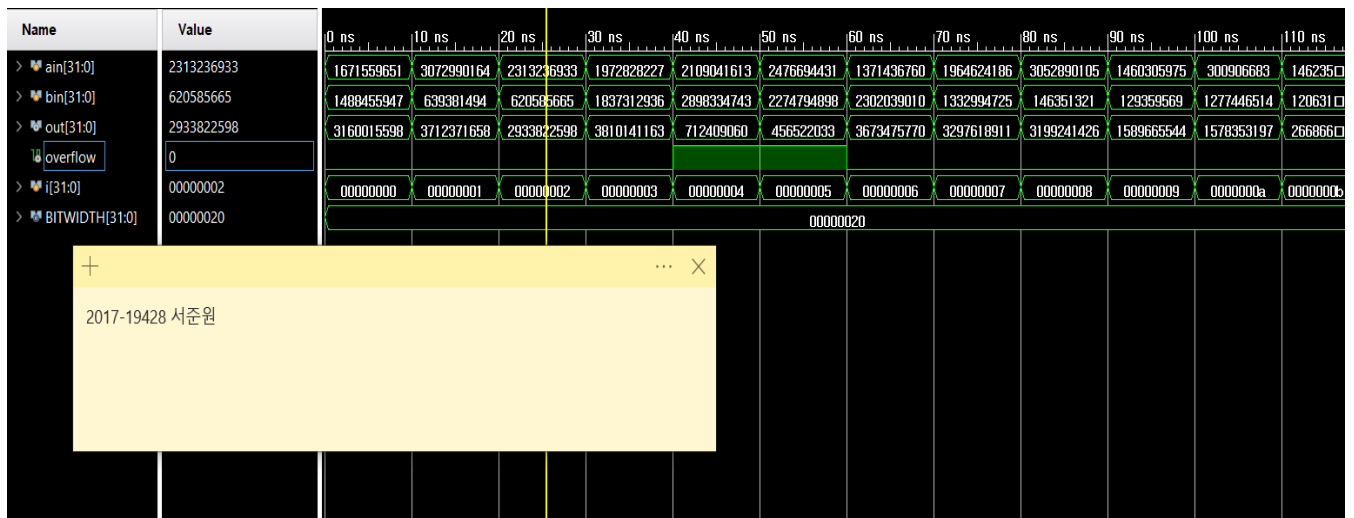 Name Value 0 ns 10 ns 20 ns 30 ns 40 ns 50 ns 60 ns 70 ns 80 ns 90 ns 100 ns 110 ns
ain[31:0] 2313236933 1671559651 3072990164 2313236933 1972828227 2109041613 2476694431 1371436760 1964624186 3052890105 1460305975 300906683 146235
bin[31:0] 620585665 1488455947 639381494 620585665 1837312936 2898334743 2274794898 2302039010 1332994725 146351321 129359569 1277446514 120631
out[31:0] 2933822598 3160015598 3712371658 2933822598 3810141163 712409060 456522033 3673475770 3297618911 3199241426 1589665544 1578353197 266866
overflow 0
i[31:0] 00000002 00000000 00000001 00000002 00000003 00000004 00000005 00000006 00000007 00000008 00000009 0000000a 0000000b
BITWIDTH[31:0] 00000020 00000020
2017-19428 서준원